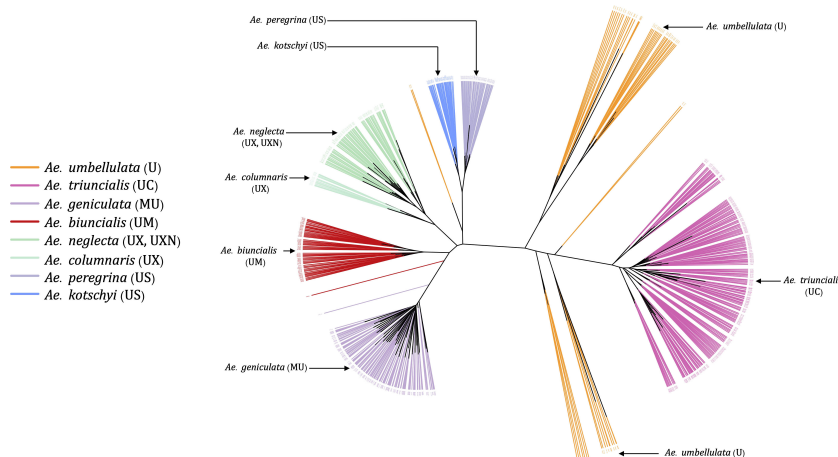 Ae. peregrina (US)
Ae. kotschyi (US)
Ae. umbellulata (U)
Ae. neglecta
(UX, UXN)
Ae. columnaris
(UX)
Ae. umbellulata (U)
Ae. triuncialis (UC)
Ae. geniculata (MU)
Ae. biuncialis (UM)
Ae. neglecta (UX, UXN)
Ae. columnaris (UX)
Ae. peregrina (US)
Ae. kotschyi (US)
Ae. biuncialis
(UM)
Ae. triunciali
(UC)
Ae. geniculata (MU)
Ae. umbellulata (U)